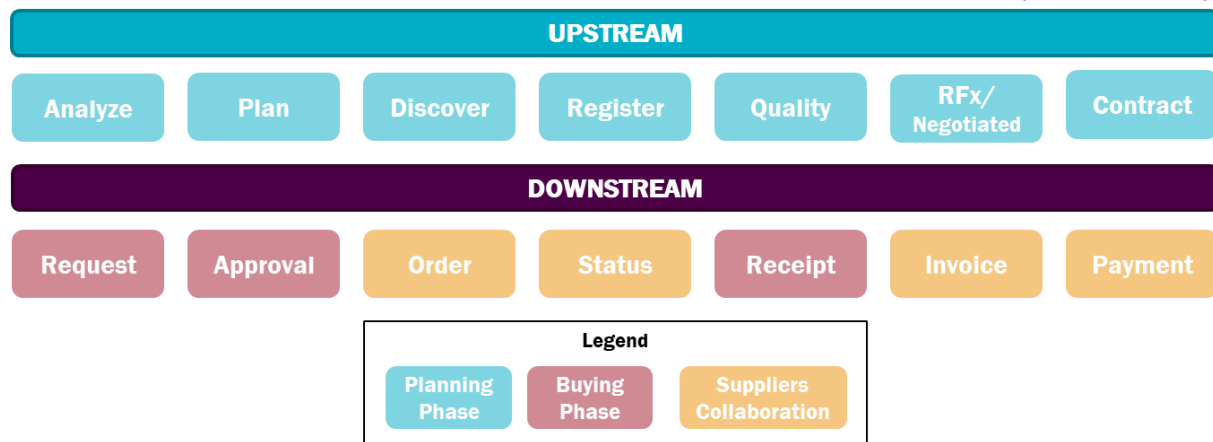 UPSTREAM
Analyze
Plan
Discover
Register
Quality
RFx/
Negotiated
Contract
DOWNSTREAM
Request
Approval
Order
Status
Receipt
Invoice
Payment
Legend
Planning
Phase
Buying
Phase
Suppliers
Collaboration